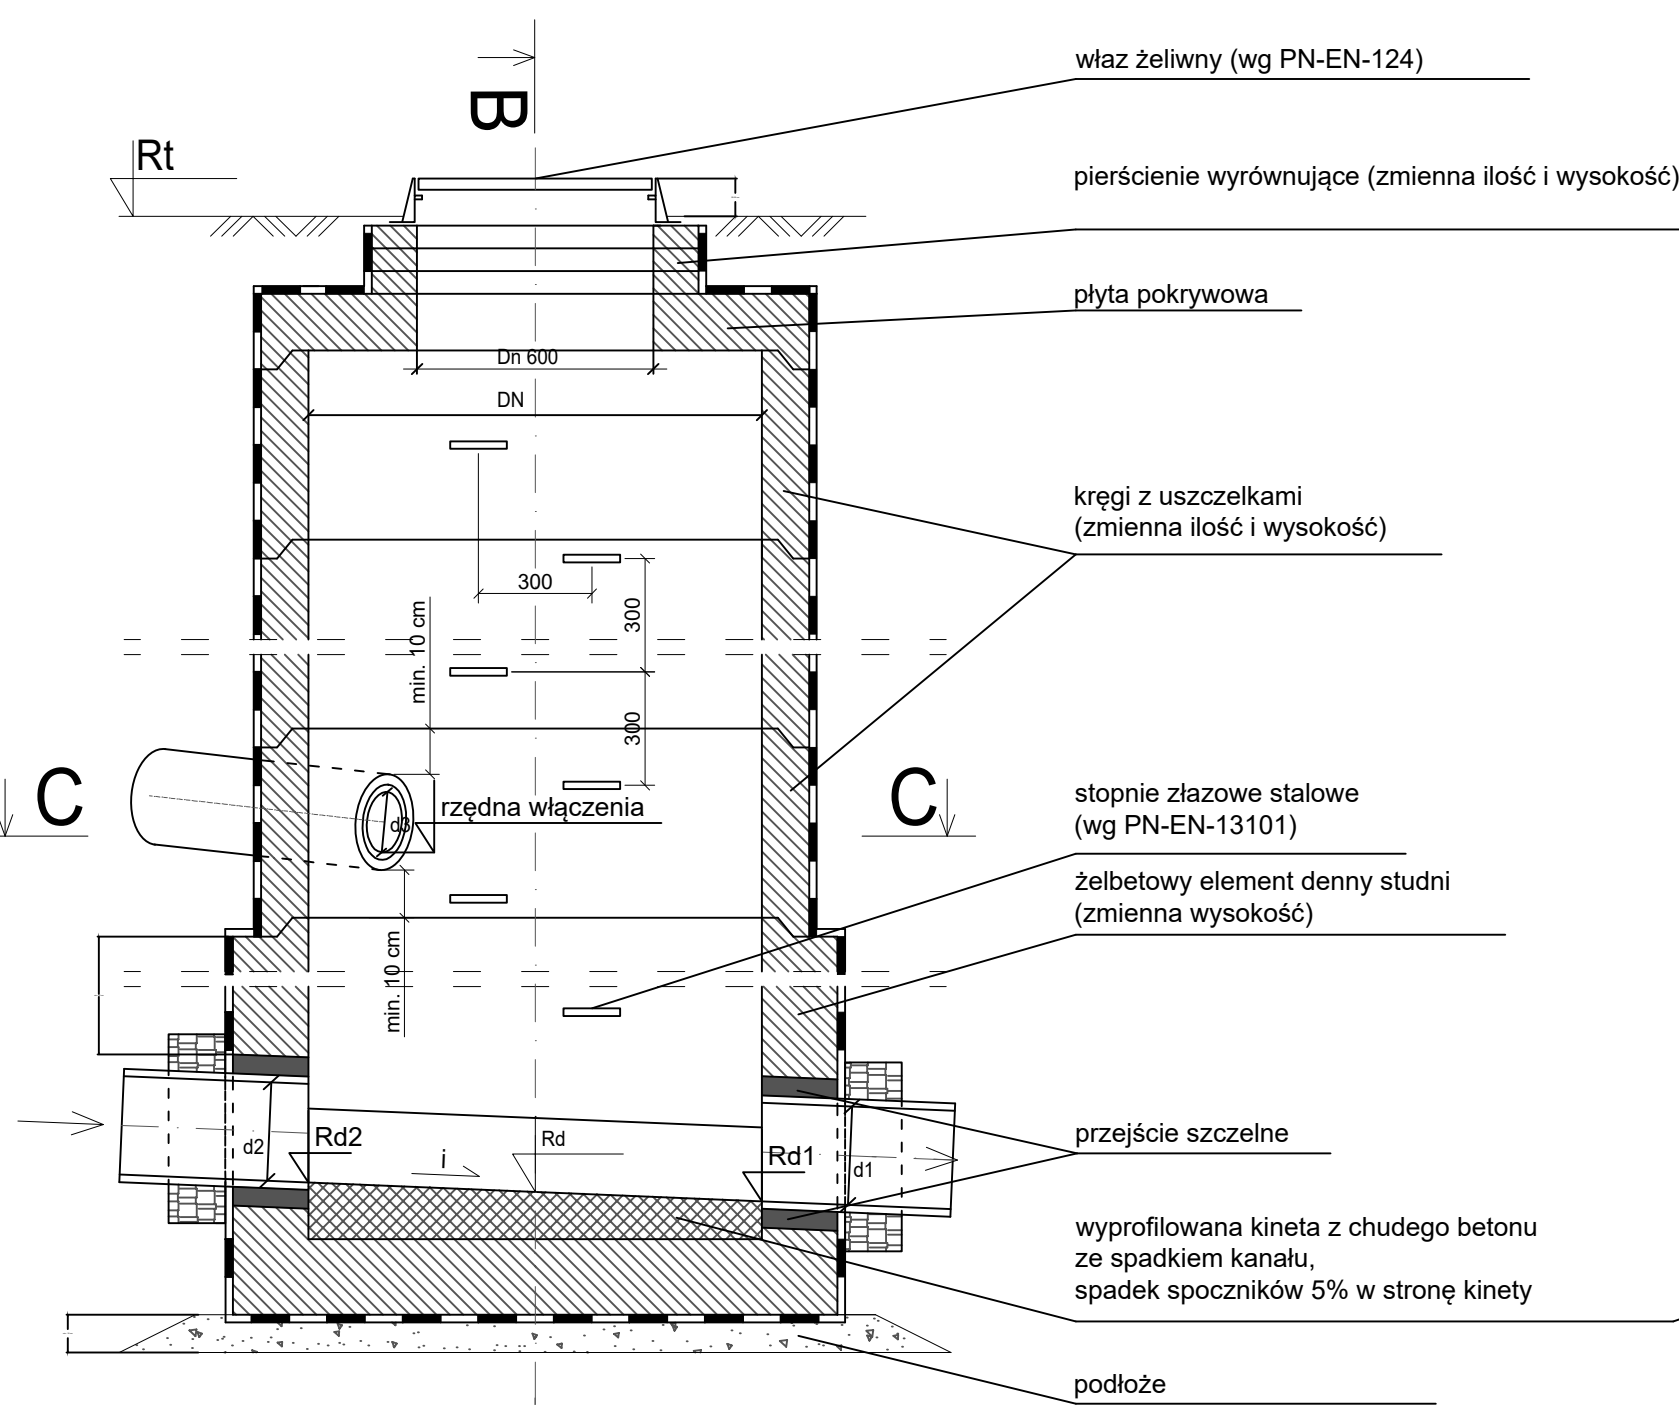 B
właz żeliwny (wg PN-EN-124)
Rt
pierścienie wyrównujące (zmienna ilość i wysokość)
płyta pokrywowa
Dn 600
DN
kręgi z uszczelkami
(zmienna ilość i wysokość)
300
300
min. 10 cm
300
C
C
rzędna włączenia
d3
stopnie złazowe stalowe
(wg PN-EN-13101)
żelbetowy element denny studni
(zmienna wysokość)
min. 10 cm
d2
Rd2
i
Rd
Rd1
d1
przejście szczelne
wyprofilowana kineta z chudego betonu
ze spadkiem kanału,
spadek spoczników 5% w stronę kinety
podłoże